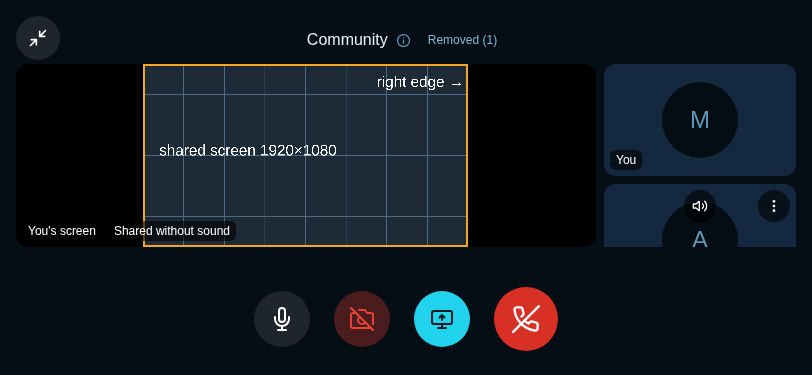 Community
Removed (1)
right edge →
shared screen 1920×1080
You's screen
Shared without sound
M
You
A